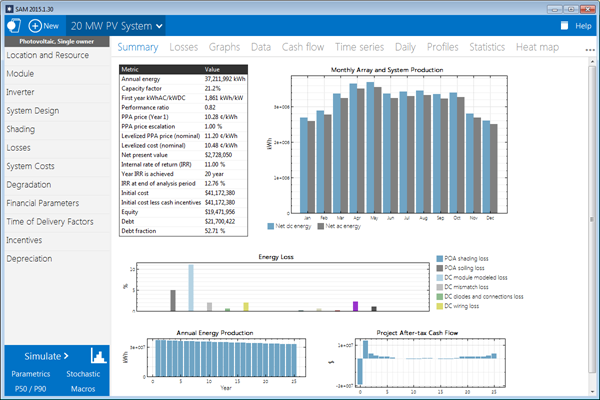 SAM 2015.1.30
New
20 MW PV System
Help
Photovoltaic, Single owner
Location and Resource
Module
Inverter
System Design
Shading
Losses
System Costs
Degradation
Financial Parameters
Time of Delivery Factors
Incentives
Depreciation
Simulate >
Parametrics Stochastic
P50 / P90 Macros
Summary Losses Graphs Data Cash flow Time series Daily Profiles Statistics Heat map ...
Metric Value
Annual energy 37,211,992 kWh
Capacity factor 21.2%
First year kWhAC/kWDC 1,861 kWh/kW
Performance ratio 0.82
PPA price (Year 1) 10.28 ¢/kWh
PPA price escalation 1.00 %
Levelized PPA price (nominal) 11.20 ¢/kWh
Levelized cost (nominal) 10.48 ¢/kWh
Net present value $2,728,050
Internal rate of return (IRR) 11.00 %
Year IRR is achieved 20 year
IRR at end of analysis period 12.76 %
Initial cost $41,172,380
Initial cost less cash incentives $41,172,380
Equity $19,471,956
Debt $21,700,422
Debt fraction 52.71 %
Monthly Array and System Production
kWh
3e+006
2e+006
1e+006
0
Jan Feb Mar Apr May Jun Jul Aug Sep Oct Nov Dec
Net dc energy Net ac energy
Energy Loss
%
10
5
0
POA shading loss
POA soiling loss
DC module modeled loss
DC mismatch loss
DC diodes and connections loss
DC wiring loss
Annual Energy Production
kWh
0
0 5 10 15 20 25
Year
Project After-tax Cash Flow
1e+007
0 5 10 15 20 25